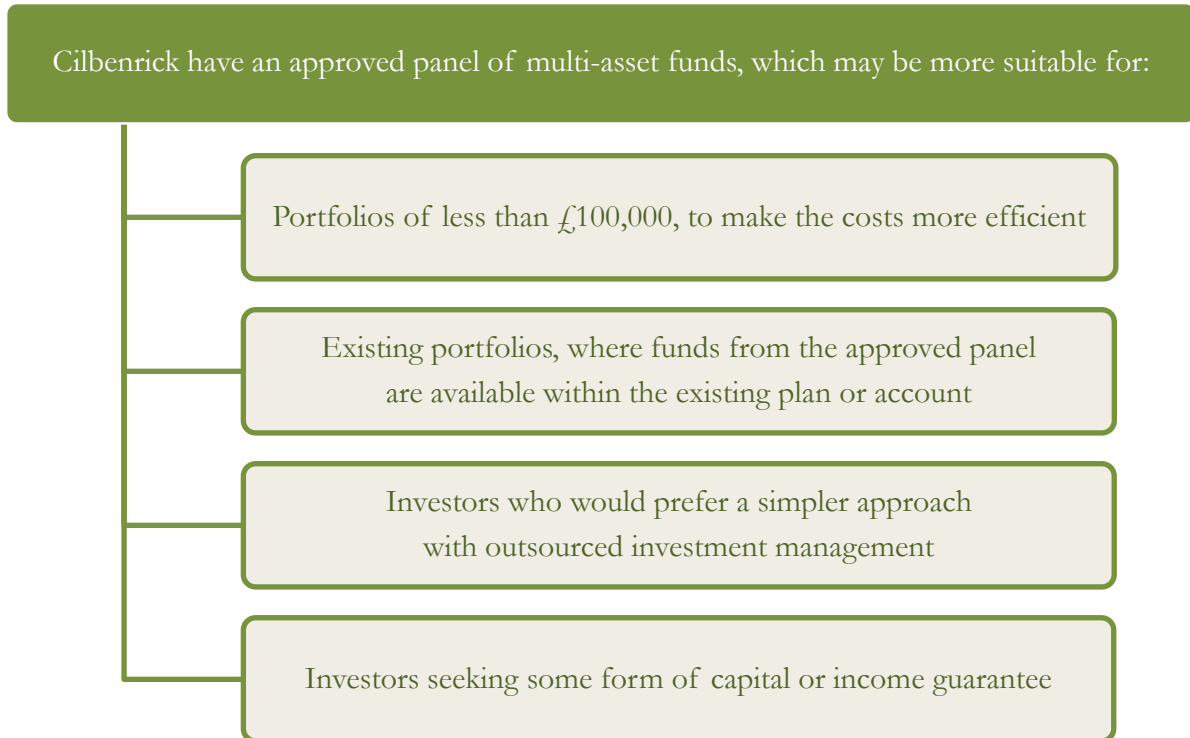 Cilbenrick have an approved panel of multi-asset funds, which may be more suitable for:
Portfolios of less than £100,000, to make the costs more efficient
Existing portfolios, where funds from the approved panel
are available within the existing plan or account
Investors who would prefer a simpler approach
with outsourced investment management
Investors seeking some form of capital or income guarantee